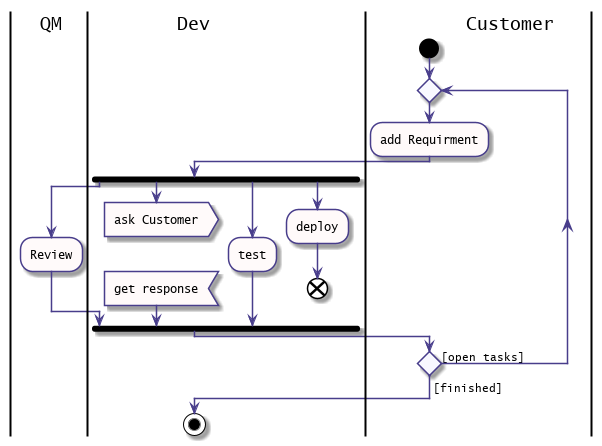 QM
Dev
Customer
add Requirment
ask Customer
deploy
Review
test
get response
[open tasks]
[finished]